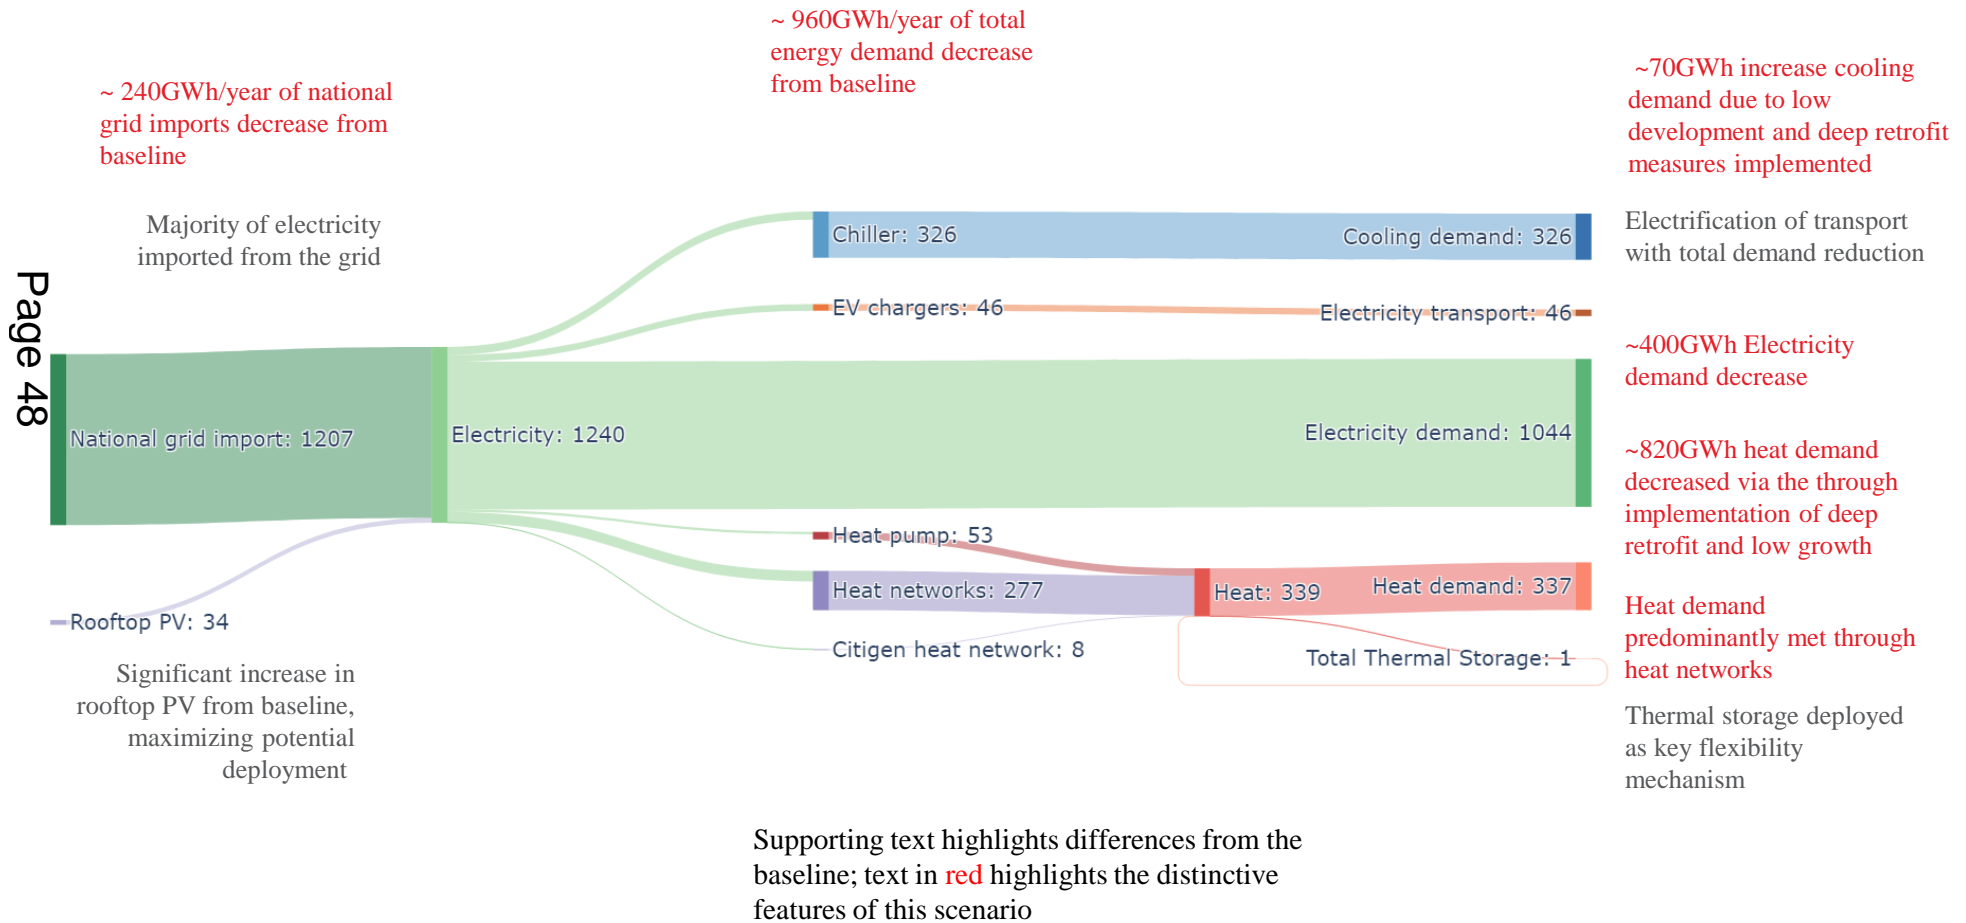 ~ 960GWh/year of total
energy demand decrease
from baseline
~ 240GWh/year of national
grid imports decrease from
baseline
~70GWh increase cooling
demand due to low
development and deep retrofit
measures implemented
Majority of electricity
imported from the grid
Chiller: 326
Cooling demand: 326
Electrification of transport
with total demand reduction
Page 48
EV chargers: 46
Electricity transport: 46
~400GWh Electricity
demand decrease
National grid import: 1207
Electricity: 1240
Electricity demand: 1044
~820GWh heat demand
decreased via the through
implementation of deep
retrofit and low growth
Heat pump: 53
Heat networks: 277
Heat: 339
Heat demand: 337
Heat demand
predominantly met through
heat networks
Rooftop PV: 34
Citigen heat network: 8
Total Thermal Storage: 1
Significant increase in
rooftop PV from baseline,
maximizing potential
deployment
Thermal storage deployed
as key flexibility
mechanism
Supporting text highlights differences from the
baseline; text in red highlights the distinctive
features of this scenario